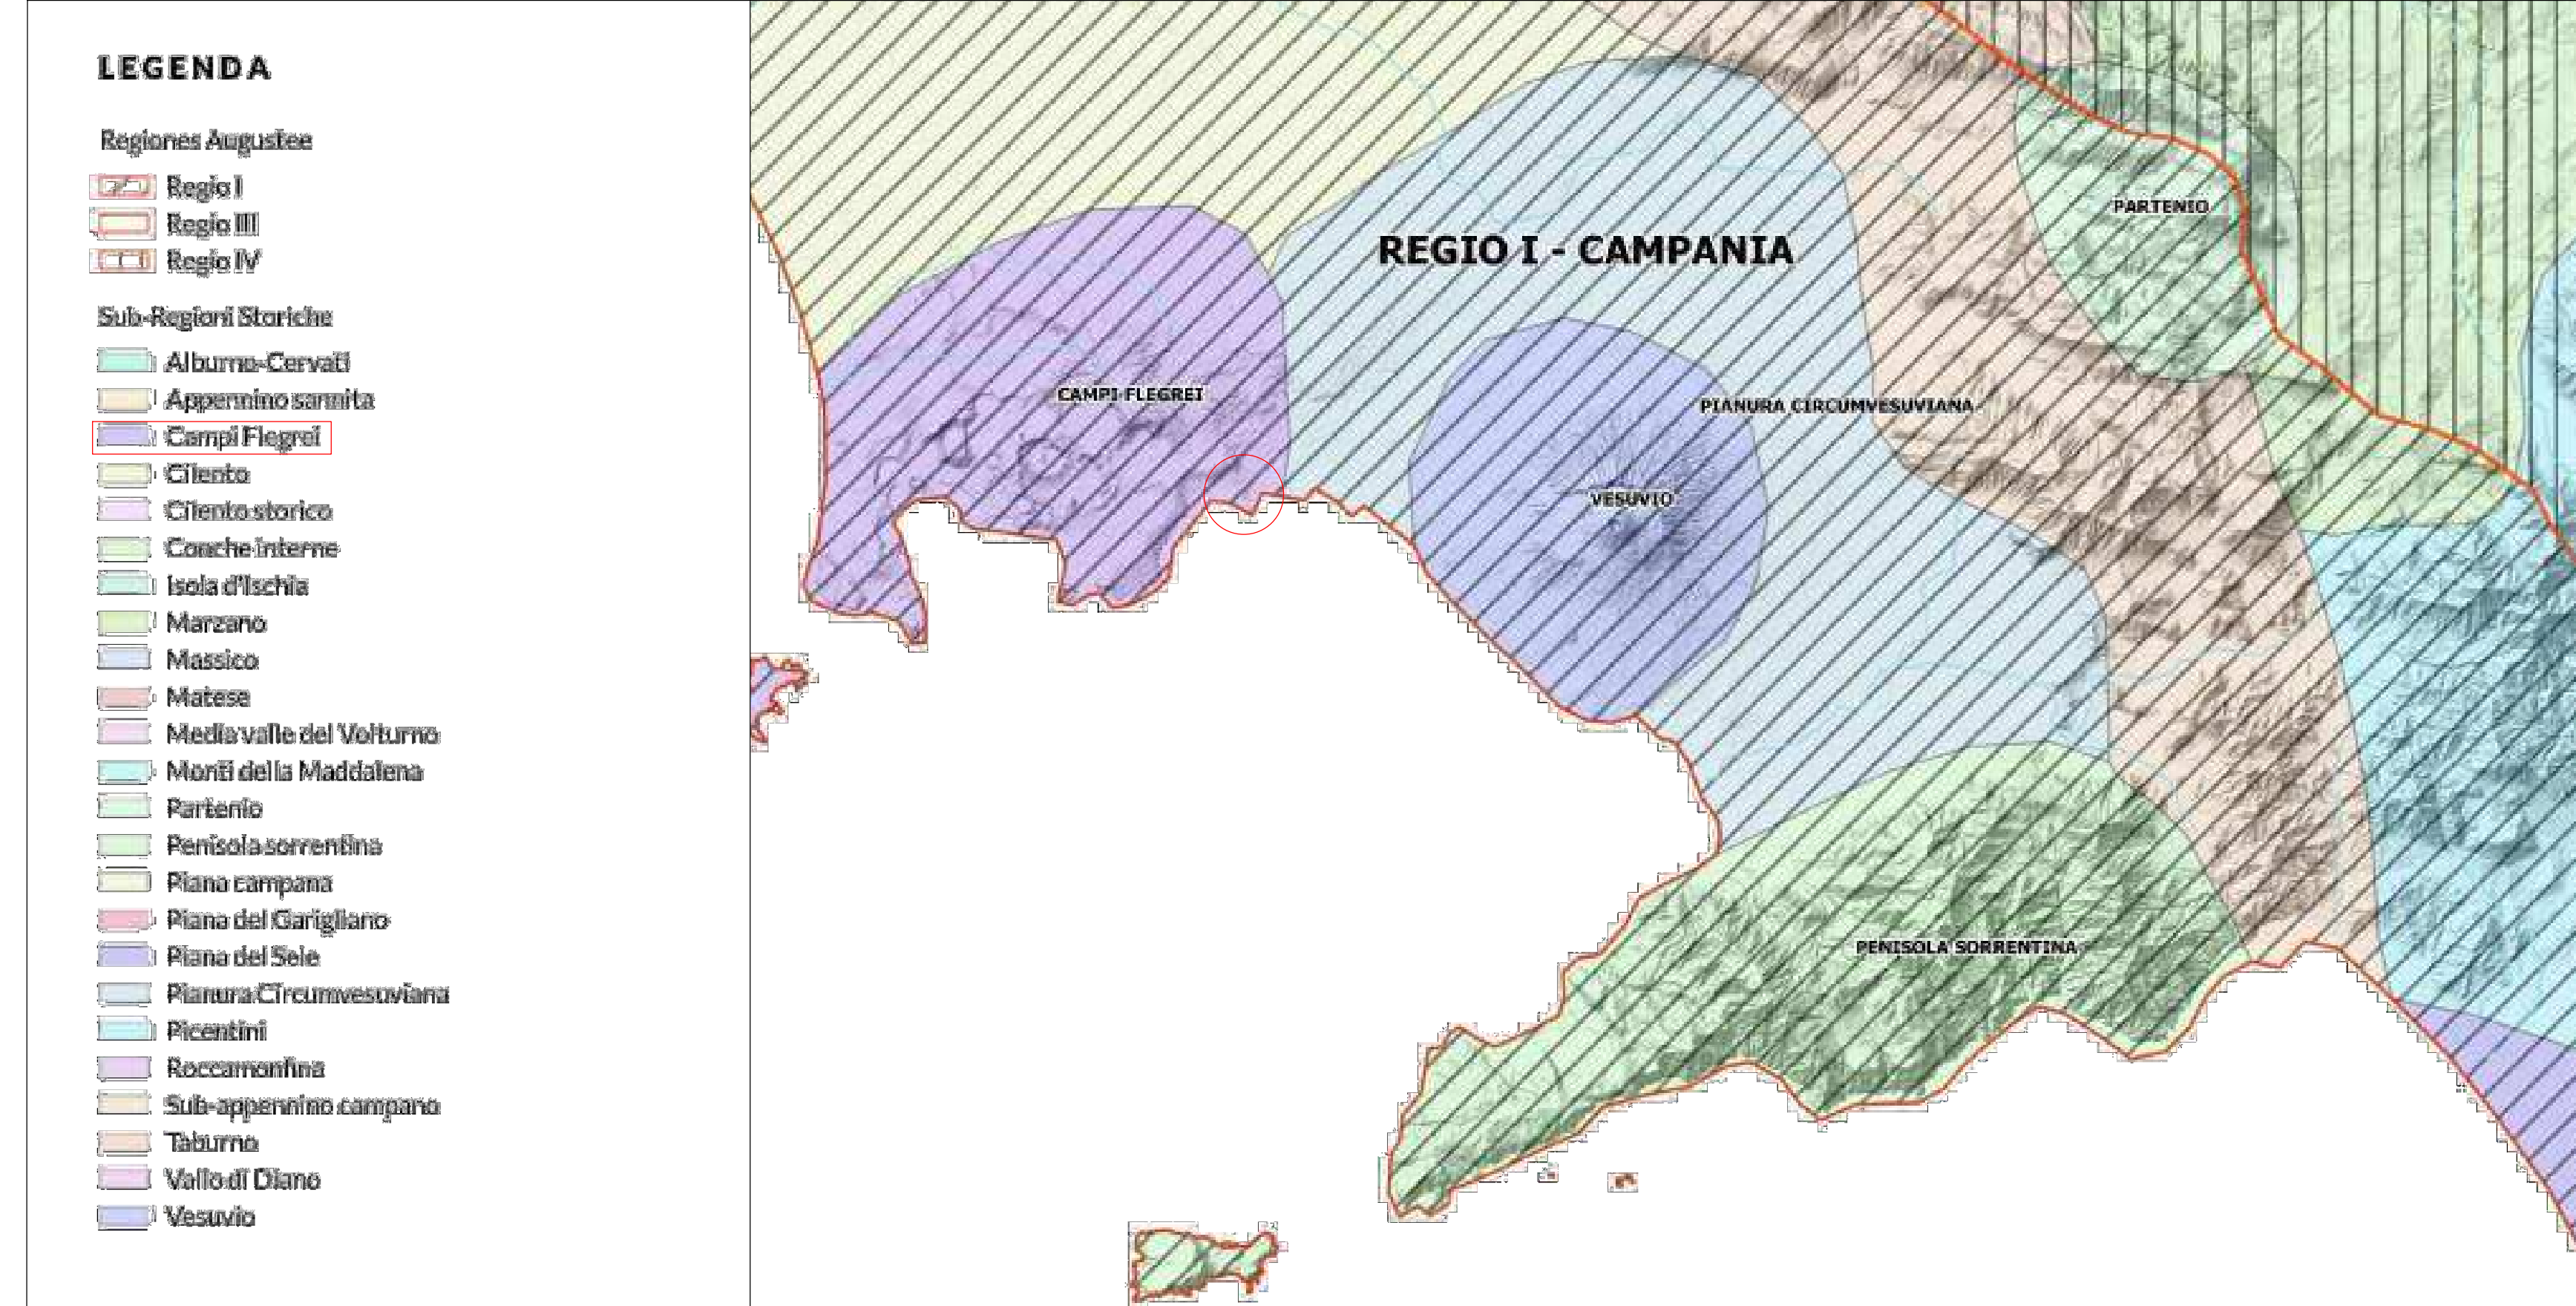 LEGENDA
Regiones Augustee
Regio I
Regio III
Regio IV
Sub-Regioni Storiche
Alburno-Cervati
Appennino sannita
Campi Flegrei
Cilento
Cilento storico
Conche interne
Isola d'Ischia
Marzano
Massico
Matese
Media valle del Volturno
Monti della Maddalena
Partenio
Penisola sorrentina
Piana campana
Piana del Garigliano
Piana del Sele
Pianura Circumvesuviana
Picentini
Roccamonfina
Sub-appennino campano
Taburno
Vallo di Diano
Vesuvio
PARTENIO
REGIO I - CAMPANIA
CAMPI FLEGREI
PIANURA CIRCUMVESUVIANA
VESUVIO
PENISOLA SORRENTINA